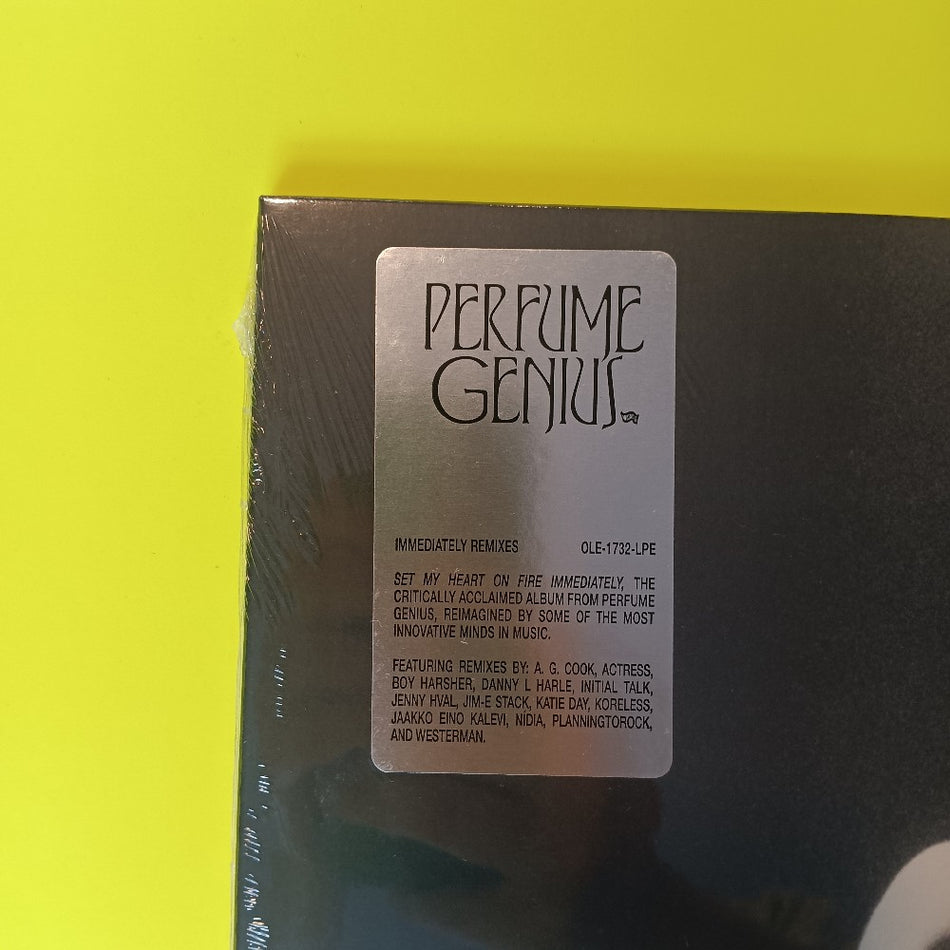 PERFUME
GENIUS
IMMEDIATELY REMIXES OLE-1732-LPE
SET MY HEART ON FIRE IMMEDIATELY, THE
CRITICALLY ACCLAIMED ALBUM FROM PERFUME
GENIUS, REIMAGINED BY SOME OF THE MOST
INNOVATIVE MINDS IN MUSIC.
FEATURING REMIXES BY: A. G. COOK, ACTRESS,
BOY HARSHER, DANNY L HARLE, INITIAL TALK,
JENNY HVAL, JIM-E STACK, KATIE DAY, KORELESS,
JAAKKO EINO KALEVI, NÍDIA, PLANNINGTOROCK,
AND WESTERMAN.